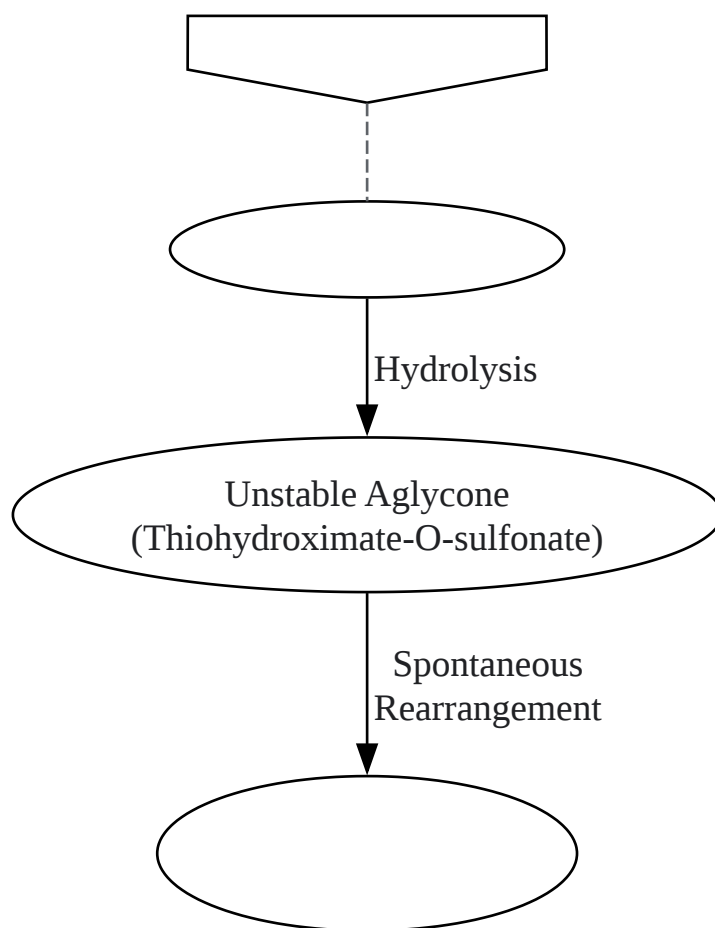 Hydrolysis
Unstable Aglycone
(Thiohydroximate-O-sulfonate)
Spontaneous
Rearrangement